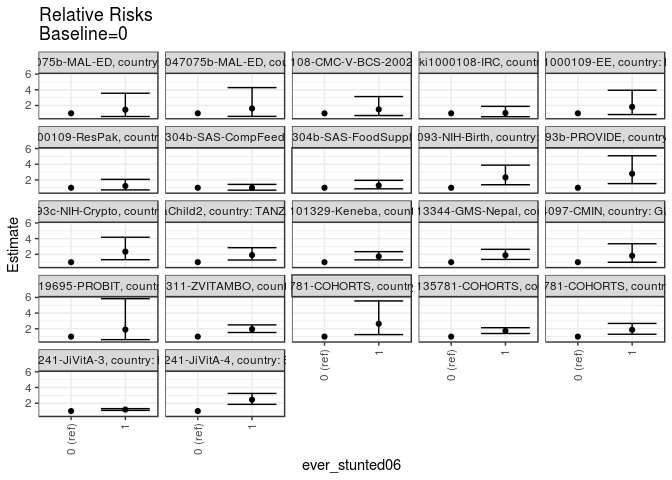 Relative Risks
Baseline=0
075b-MAL-ED, country
047075b-MAL-ED, cou
108-CMC-V-BCS-2002
ki1000108-IRC, count
1000109-EE, country:
6
4
2
00109-ResPak, countr
304b-SAS-CompFeed
304b-SAS-FoodSuppl
093-NIH-Birth, country:
93b-PROVIDE, country
6
4
2
93c-NIH-Crypto, country
Child2, country: TANZ
101329-Keneba, coun
13344-GMS-Nepal, co
-097-CMIN, country: G
6
4
2
19695-PROBIT, country
311-ZVITAMBO, coun
781-COHORTS, country
135781-COHORTS, co
781-COHORTS, country
6
4
2
241-JiVitA-3, country:
241-JiVitA-4, country:
6
4
2
0 (ref)
1
0 (ref)
1
0 (ref)
1
0 (ref)
1
0 (ref)
1
Estimate
ever_stunted06